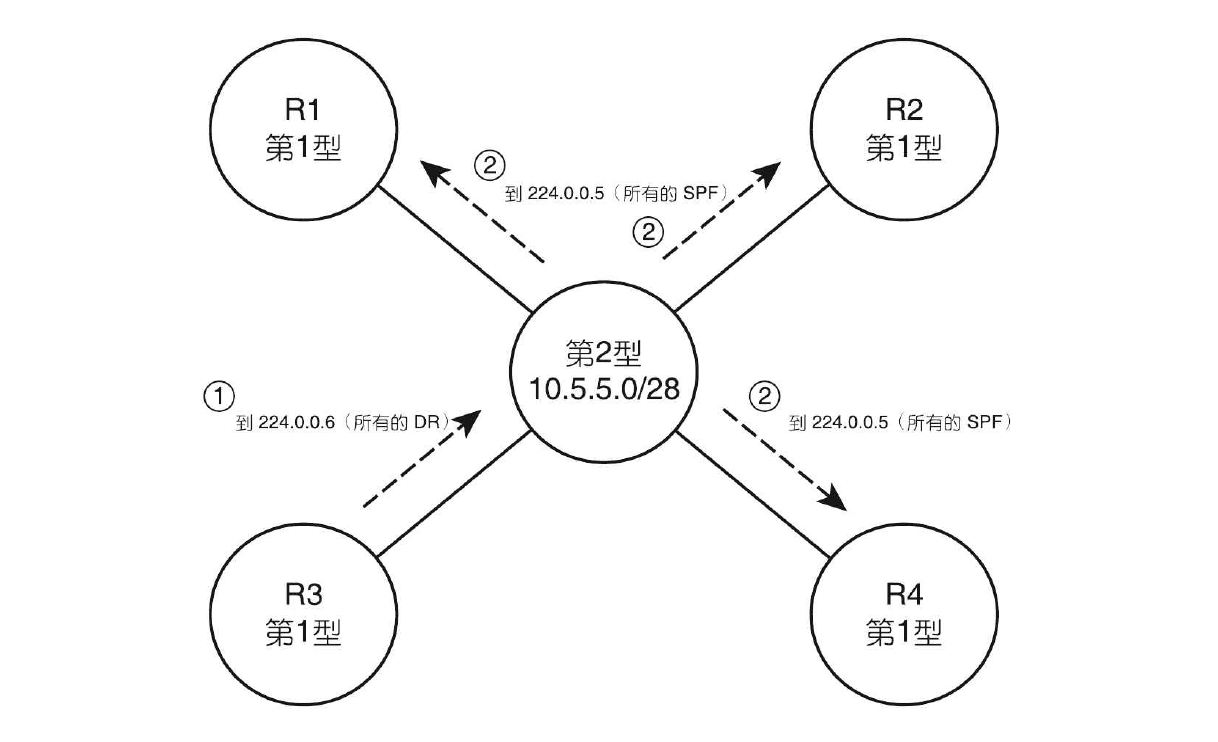 R1
第1型
R2
第1型
②
到 224.0.0.5（所有的 SPF）
②
第2型
10.5.5.0/28
①
到 224.0.0.6（所有的 DR）
②
到 224.0.0.5（所有的 SPF）
R3
第1型
R4
第1型